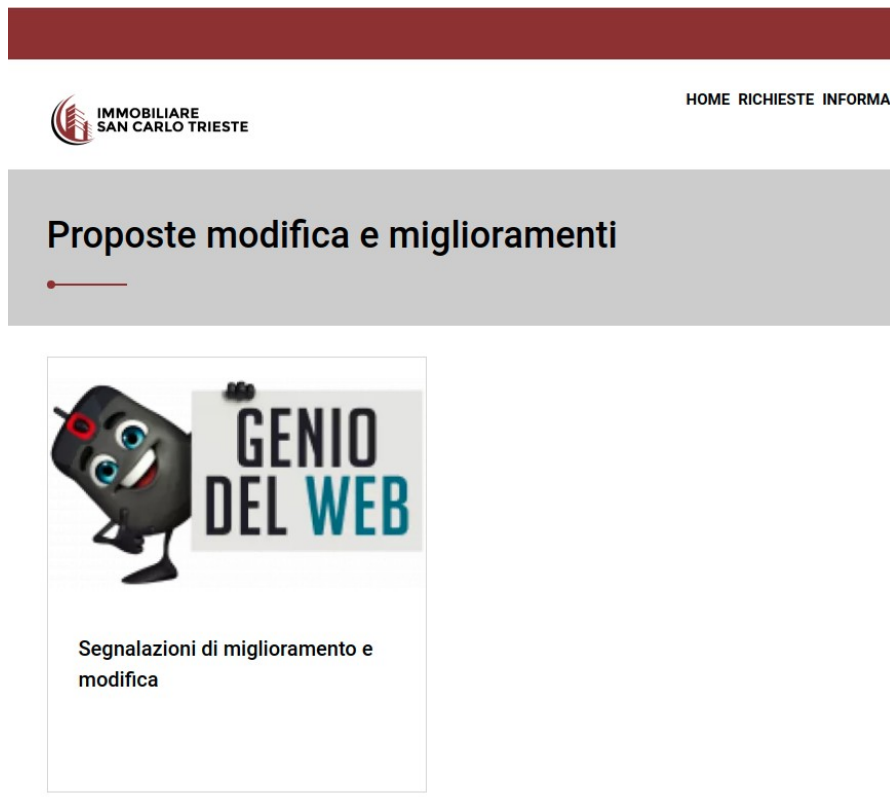 IMMOBILIARE
SAN CARLO TRIESTE
HOME RICHIESTE INFORMA
Proposte modifica e miglioramenti
GENIO
DEL WEB
Segnalazioni di miglioramento e
modifica